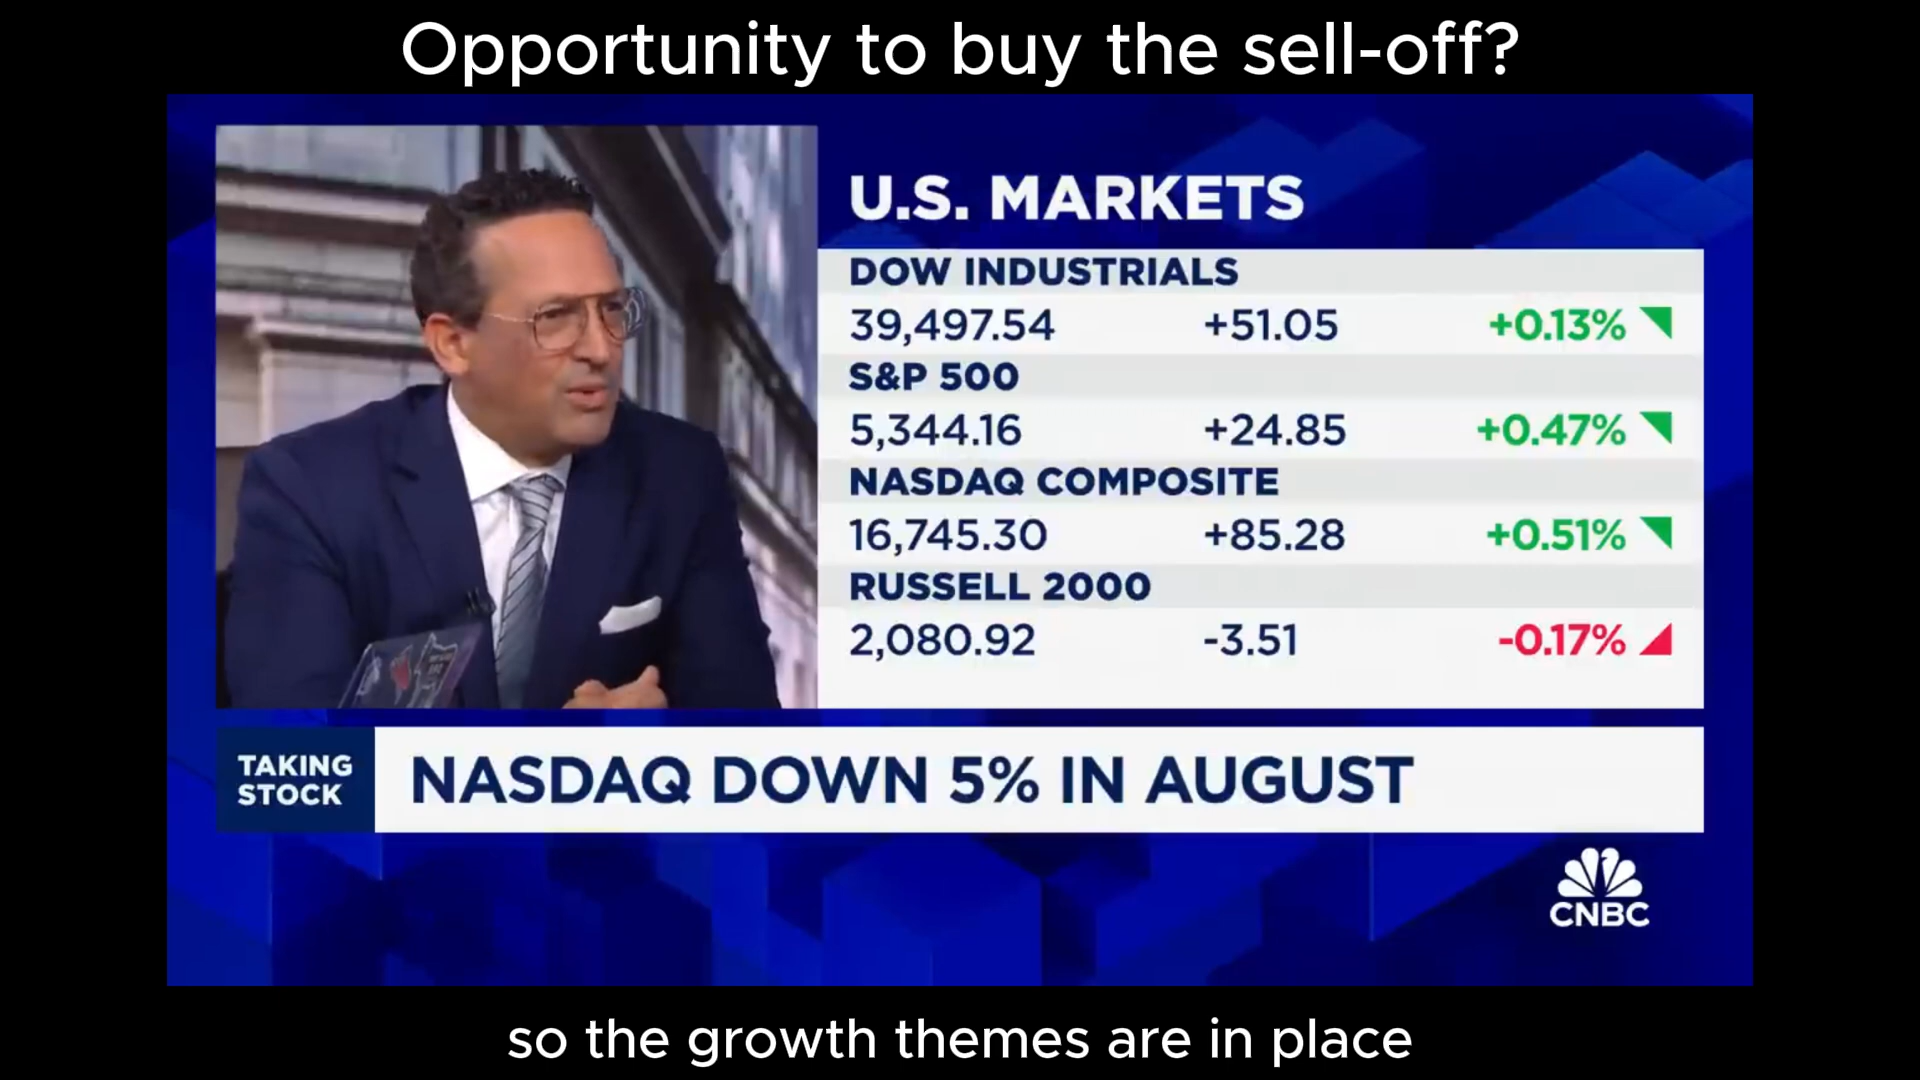 Opportunity to buy the sell-off?
U.S. MARKETS
DOW INDUSTRIALS
39,497.54 +51.05 +0.13%
S&P 500
5,344.16 +24.85 +0.47%
NASDAQ COMPOSITE
16,745.30 +85.28 +0.51%
RUSSELL 2000
2,080.92 -3.51 -0.17%
TAKING
STOCK
NASDAQ DOWN 5% IN AUGUST
CNBC
so the growth themes are in place